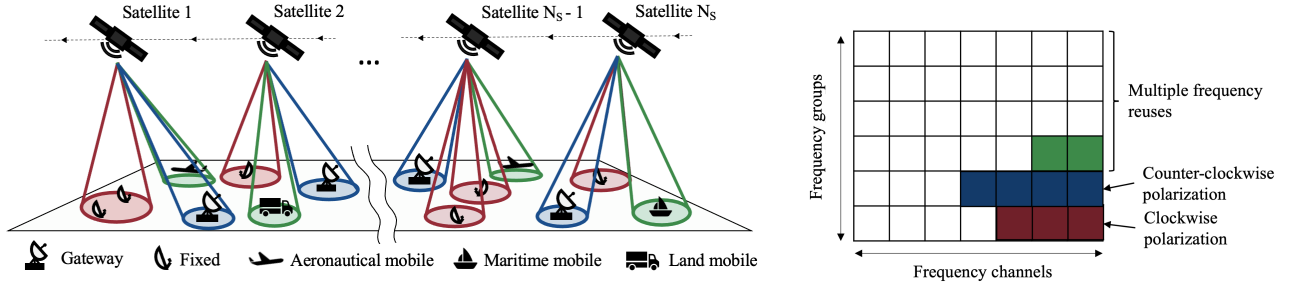 Satellite 1
Satellite 2
Satellite N_S - 1
Satellite N_S
...
Gateway
Fixed
Aeronautical mobile
Maritime mobile
Land mobile
Frequency groups
Frequency channels
Multiple frequency
reuses
Counter-clockwise
polarization
Clockwise
polarization